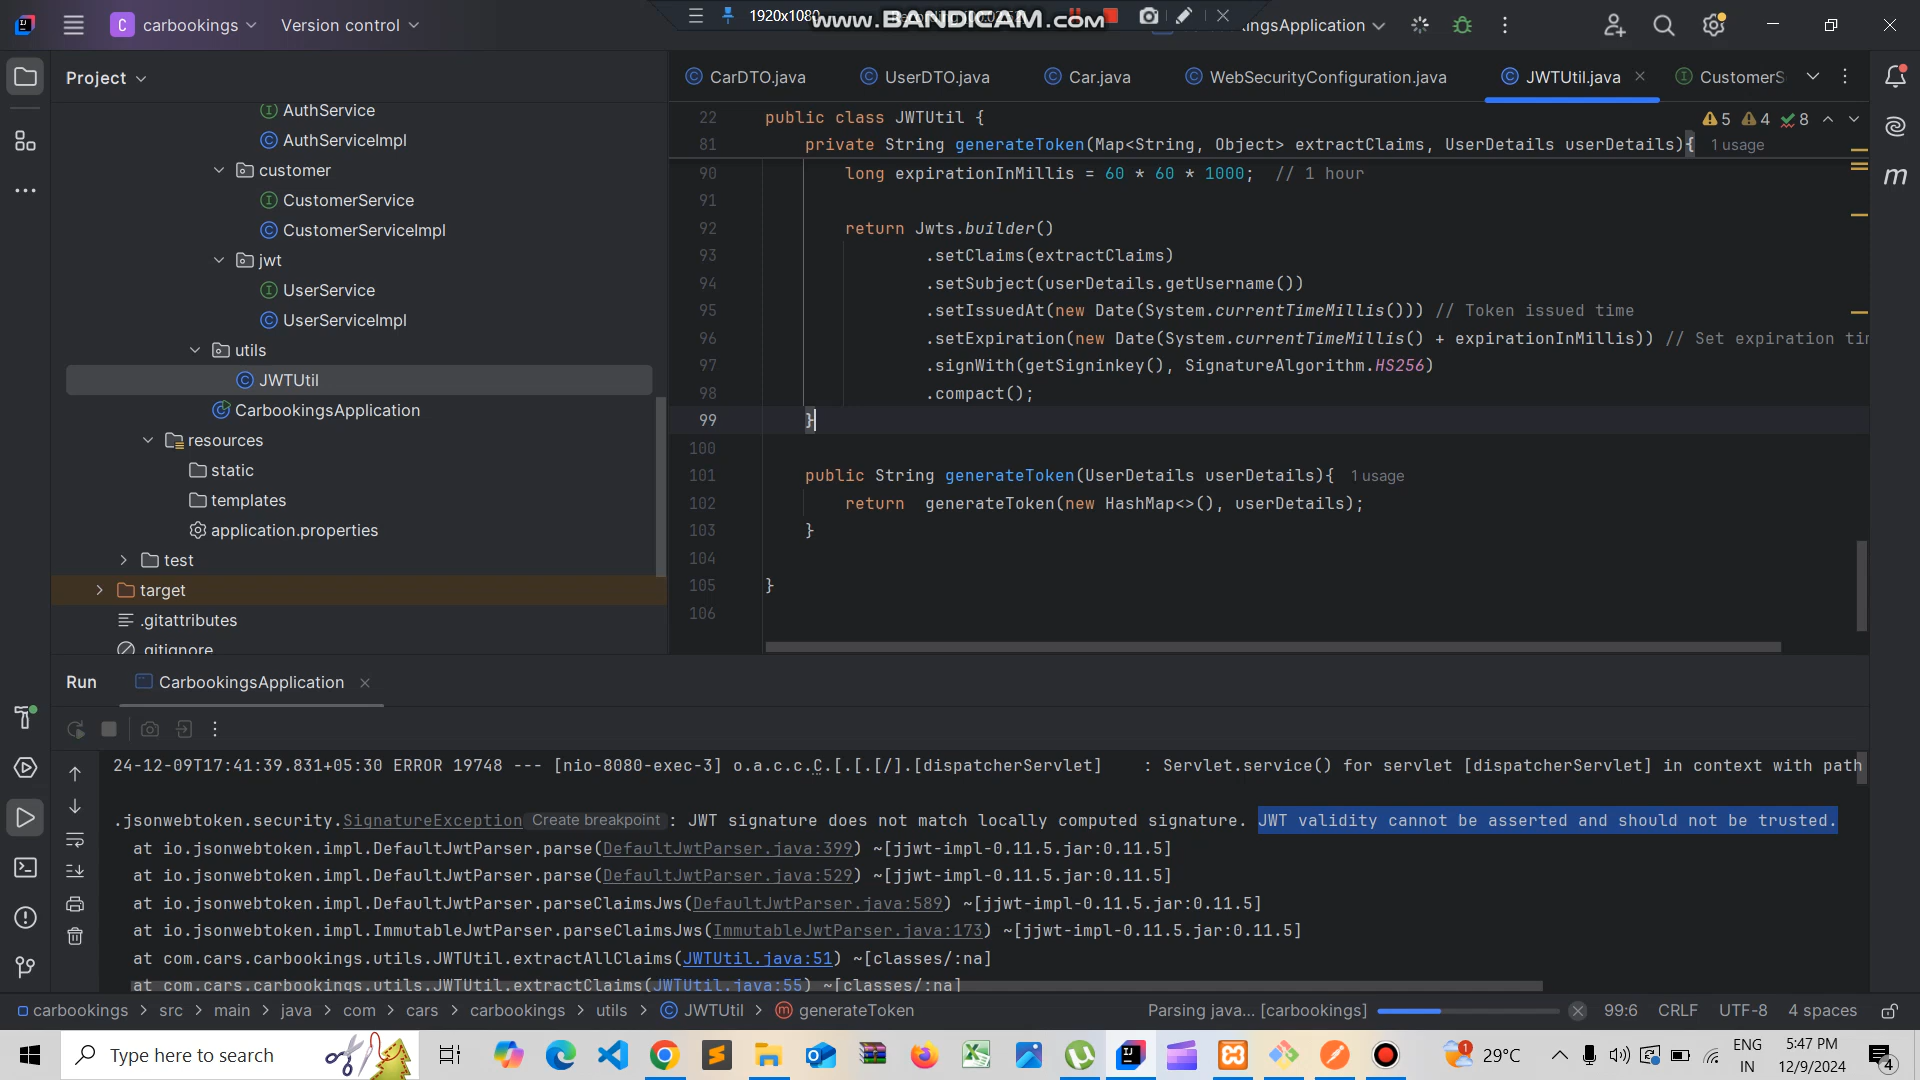 carbookings
Version control
1920x1080
www.BANDICAM.com
ingsApplication
Project
CarDTO.java
UserDTO.java
Car.java
WebSecurityConfiguration.java
JWTUtil.java
CustomerS
AuthService
AuthServiceImpl
customer
CustomerService
CustomerServiceImpl
jwt
UserService
UserServiceImpl
utils
JWTUtil
CarbookingsApplication
resources
static
templates
application.properties
test
target
.gitattributes
.gitignore
5 4 8
22 public class JWTUtil {
81 private String generateToken(Map<String, Object> extractClaims, UserDetails userDetails){ 1 usage
90 long expirationInMillis = 60 * 60 * 1000; // 1 hour
91
92 return Jwts.builder()
93 .setClaims(extractClaims)
94 .setSubject(userDetails.getUsername())
95 .setIssuedAt(new Date(System.currentTimeMillis())) // Token issued time
96 .setExpiration(new Date(System.currentTimeMillis() + expirationInMillis)) // Set expiration ti
97 .signWith(getSigninkey(), SignatureAlgorithm.HS256)
98 .compact();
99 }
100
101 public String generateToken(UserDetails userDetails){ 1 usage
102 return generateToken(new HashMap<>(), userDetails);
103 }
104
105 }
106
Run
CarbookingsApplication
24-12-09T17:41:39.831+05:30 ERROR 19748 --- [nio-8080-exec-3] o.a.c.c.C.[.[.[/].[dispatcherServlet] : Servlet.service() for servlet [dispatcherServlet] in context with path
.jsonwebtoken.security.SignatureException Create breakpoint : JWT signature does not match locally computed signature. JWT validity cannot be asserted and should not be trusted.
at io.jsonwebtoken.impl.DefaultJwtParser.parse(DefaultJwtParser.java:399) ~[jjwt-impl-0.11.5.jar:0.11.5]
at io.jsonwebtoken.impl.DefaultJwtParser.parse(DefaultJwtParser.java:529) ~[jjwt-impl-0.11.5.jar:0.11.5]
at io.jsonwebtoken.impl.DefaultJwtParser.parseClaimsJws(DefaultJwtParser.java:589) ~[jjwt-impl-0.11.5.jar:0.11.5]
at io.jsonwebtoken.impl.ImmutableJwtParser.parseClaimsJws(ImmutableJwtParser.java:173) ~[jjwt-impl-0.11.5.jar:0.11.5]
at com.cars.carbookings.utils.JWTUtil.extractAllClaims(JWTUtil.java:51) ~[classes/:na]
at com.cars.carbookings.utils.JWTUtil.extractClaims(JWTUtil.java:55) ~[classes/:na]
carbookings > src > main > java > com > cars > carbookings > utils > JWTUtil > generateToken
Parsing java... [carbookings]
99:6 CRLF UTF-8 4 spaces
Type here to search
29°C
ENG
IN
5:47 PM
12/9/2024
4